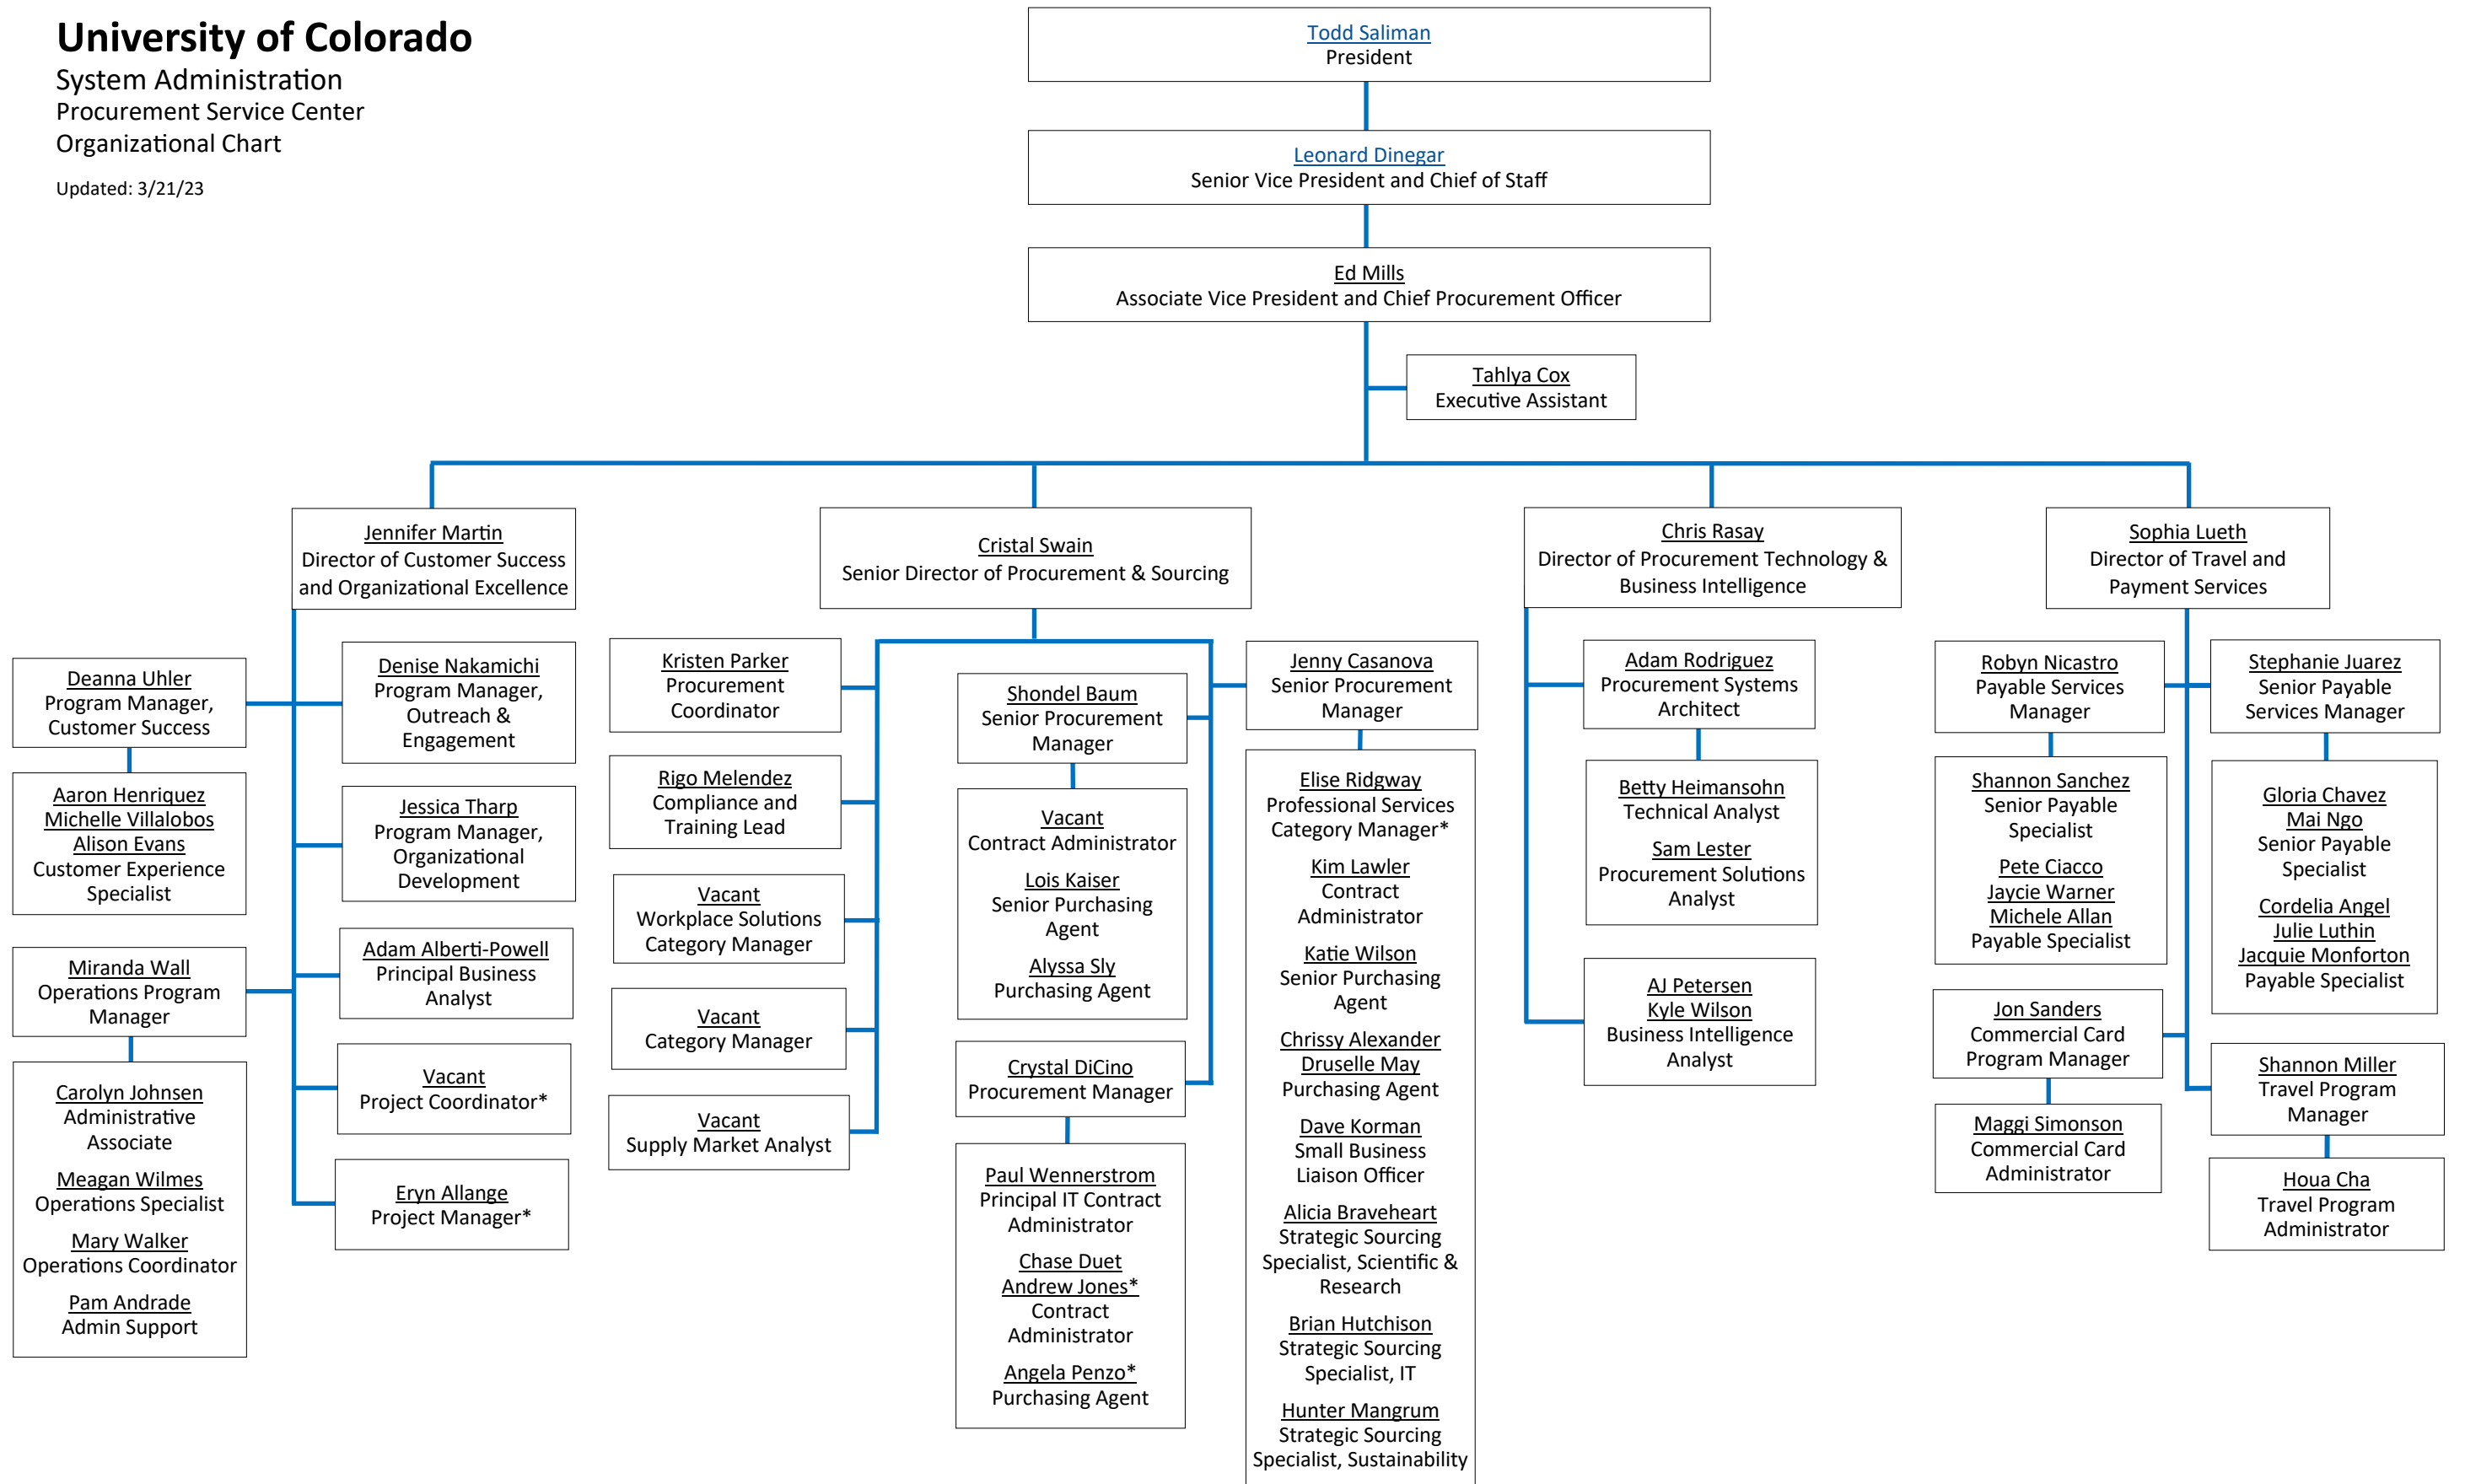 University of Colorado
System Administration
Procurement Service Center
Organizational Chart
Updated: 3/21/23
Todd Saliman
President
Leonard Dinegar
Senior Vice President and Chief of Staff
Ed Mills
Associate Vice President and Chief Procurement Officer
Tahlya Cox
Executive Assistant
Jennifer Martin
Director of Customer Success
and Organizational Excellence
Deanna Uhler
Program Manager,
Customer Success
Aaron Henriquez
Michelle Villalobos
Alison Evans
Customer Experience
Specialist
Miranda Wall
Operations Program
Manager
Carolyn Johnsen
Administrative
Associate
Meagan Wilmes
Operations Specialist
Mary Walker
Operations Coordinator
Pam Andrade
Admin Support
Denise Nakamichi
Program Manager,
Outreach &
Engagement
Jessica Tharp
Program Manager,
Organizational
Development
Adam Alberti-Powell
Principal Business
Analyst
Vacant
Project Coordinator*
Eryn Allange
Project Manager*
Cristal Swain
Senior Director of Procurement & Sourcing
Kristen Parker
Procurement
Coordinator
Rigo Melendez
Compliance and
Training Lead
Vacant
Workplace Solutions
Category Manager
Vacant
Category Manager
Vacant
Supply Market Analyst
Shondel Baum
Senior Procurement
Manager
Vacant
Contract Administrator
Lois Kaiser
Senior Purchasing
Agent
Alyssa Sly
Purchasing Agent
Crystal DiCino
Procurement Manager
Paul Wennerstrom
Principal IT Contract
Administrator
Chase Duet
Andrew Jones*
Contract
Administrator
Angela Penzo*
Purchasing Agent
Jenny Casanova
Senior Procurement
Manager
Elise Ridgway
Professional Services
Category Manager*
Kim Lawler
Contract
Administrator
Katie Wilson
Senior Purchasing
Agent
Chrissy Alexander
Druselle May
Purchasing Agent
Dave Korman
Small Business
Liaison Officer
Alicia Braveheart
Strategic Sourcing
Specialist, Scientific &
Research
Brian Hutchison
Strategic Sourcing
Specialist, IT
Hunter Mangrum
Strategic Sourcing
Specialist, Sustainability
Chris Rasay
Director of Procurement Technology &
Business Intelligence
Adam Rodriguez
Procurement Systems
Architect
Betty Heimansohn
Technical Analyst
Sam Lester
Procurement Solutions
Analyst
AJ Petersen
Kyle Wilson
Business Intelligence
Analyst
Sophia Lueth
Director of Travel and
Payment Services
Robyn Nicastro
Payable Services
Manager
Shannon Sanchez
Senior Payable
Specialist
Pete Ciacco
Jaycie Warner
Michele Allan
Payable Specialist
Jon Sanders
Commercial Card
Program Manager
Maggi Simonson
Commercial Card
Administrator
Stephanie Juarez
Senior Payable
Services Manager
Gloria Chavez
Mai Ngo
Senior Payable
Specialist
Cordelia Angel
Julie Luthin
Jacquie Monforton
Payable Specialist
Shannon Miller
Travel Program
Manager
Houa Cha
Travel Program
Administrator